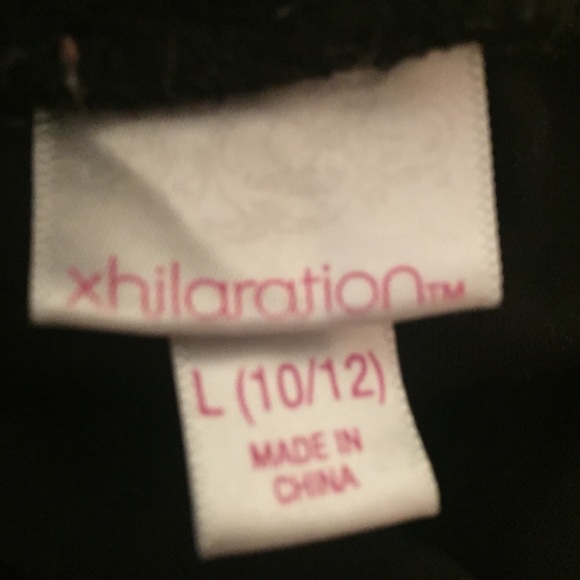 xhilaration™
L (10/12)
MADE IN
CHINA